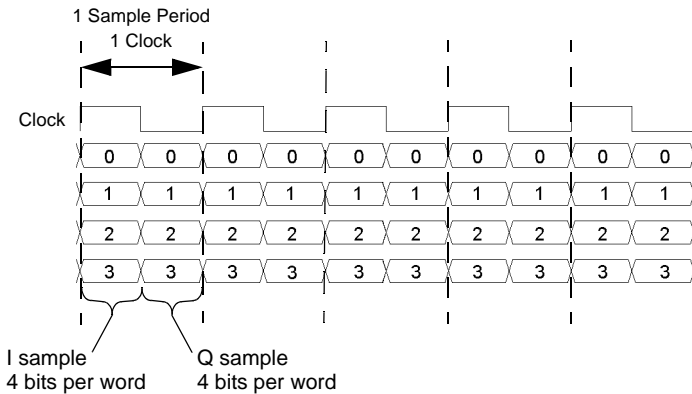 1 Sample Period
1 Clock
Clock
0 0 0 0 0 0 0 0 0 0
1 1 1 1 1 1 1 1 1 1
2 2 2 2 2 2 2 2 2 2
3 3 3 3 3 3 3 3 3 3
I sample
4 bits per word
Q sample
4 bits per word